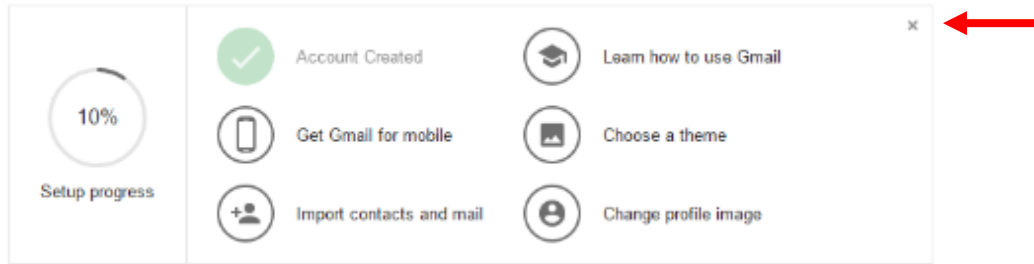 10%
Setup progress
Account Created
Learn how to use Gmail
Get Gmail for mobile
Choose a theme
Import contacts and mail
Change profile image